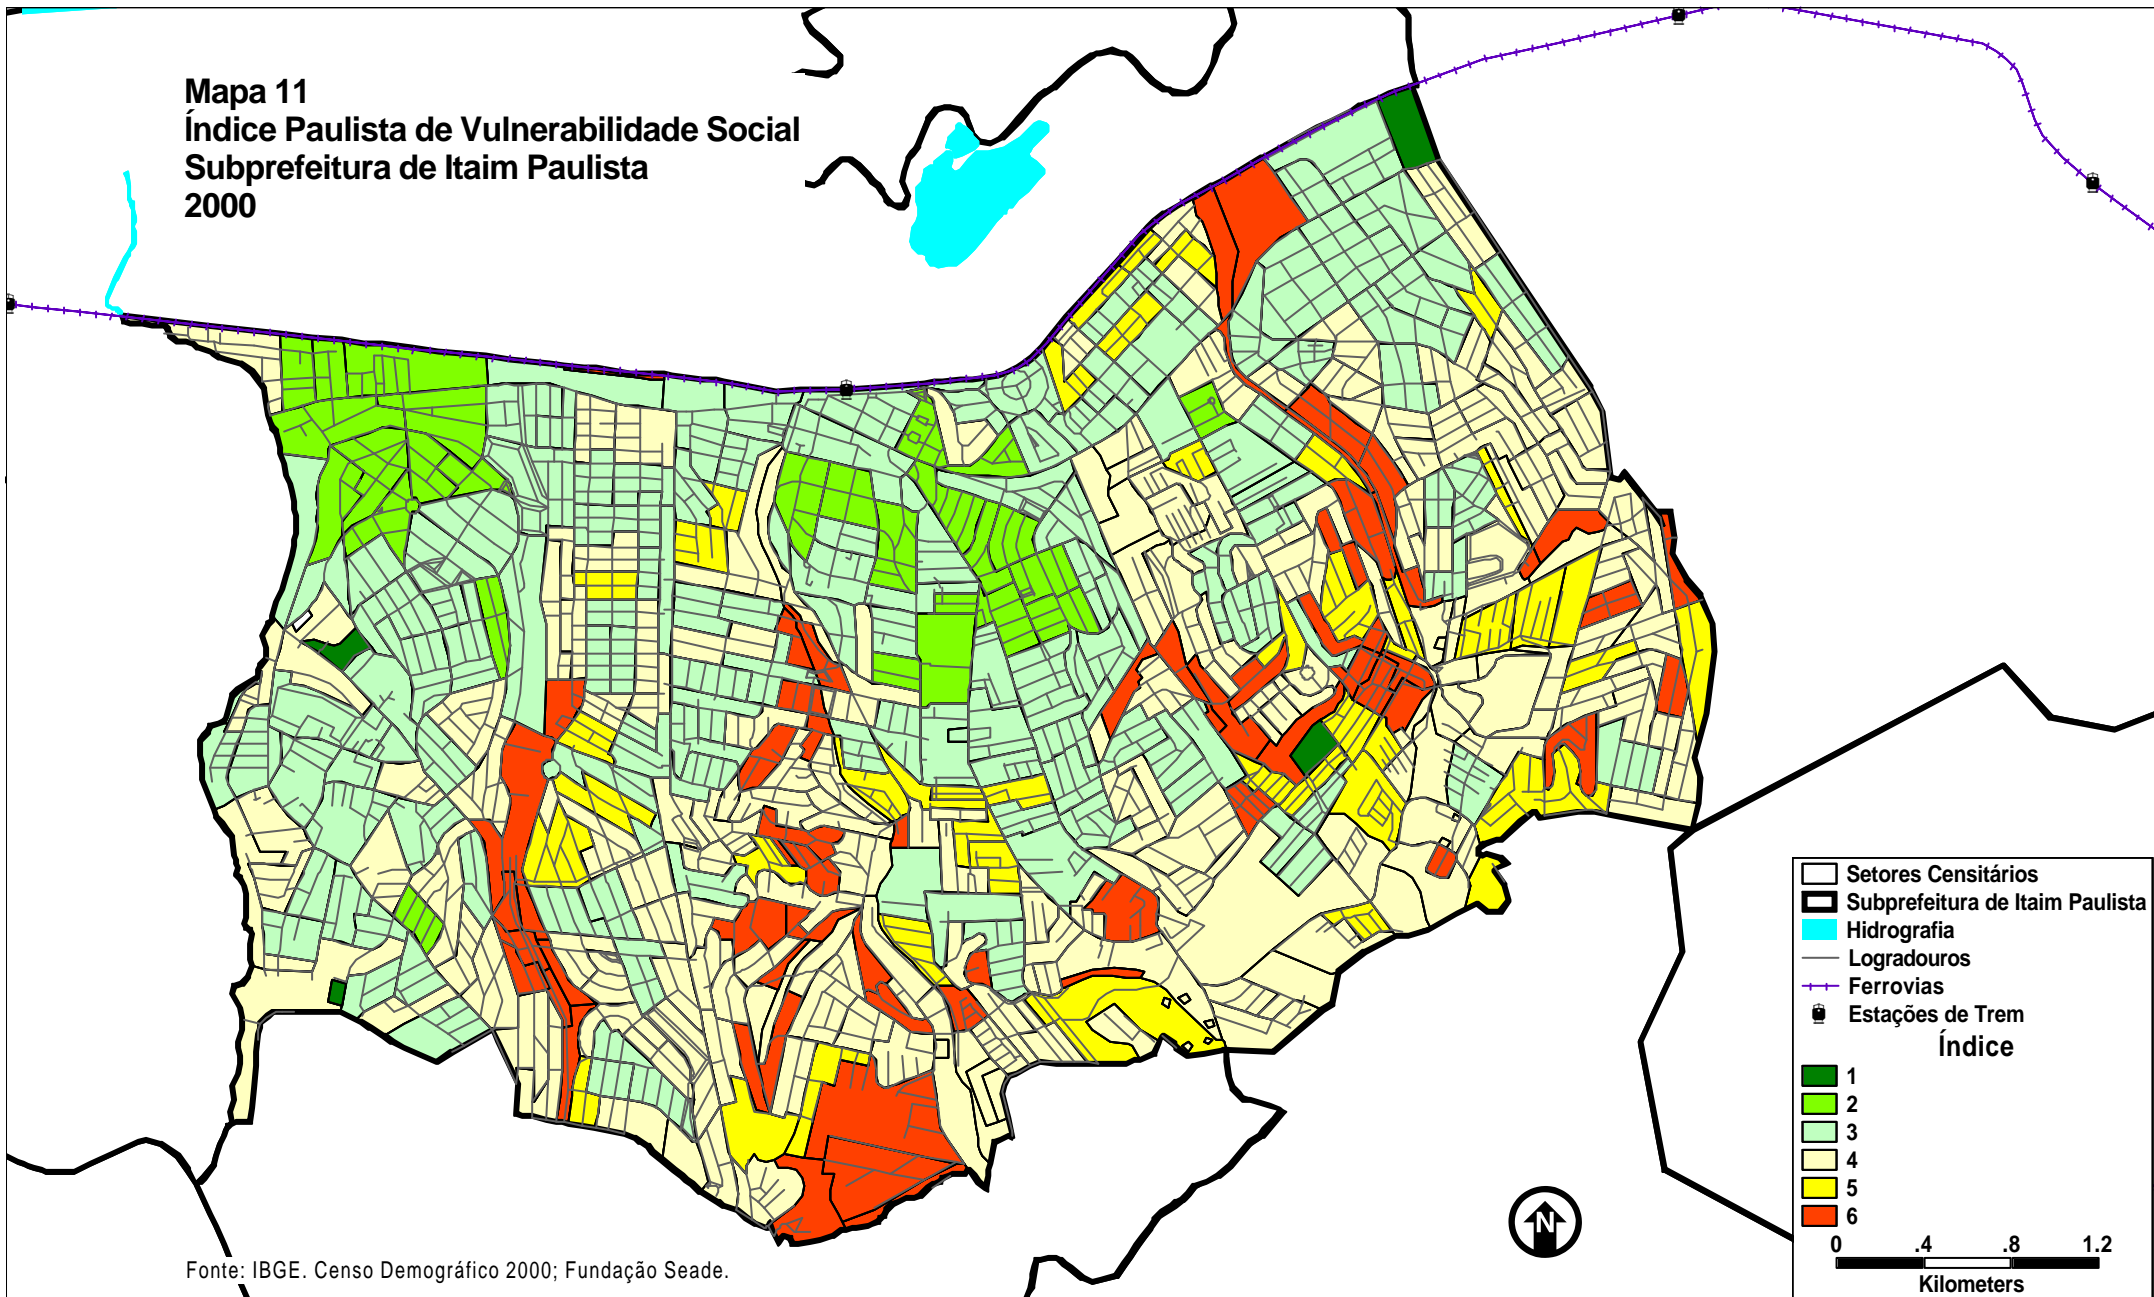 Mapa 11
Índice Paulista de Vulnerabilidade Social
Subprefeitura de Itaim Paulista
2000
Setores Censitários
Subprefeitura de Itaim Paulista
Hidrografia
Logradouros
Ferrovias
Estações de Trem
Índice
1
2
3
4
5
6
0 .4 .8 1.2
Kilometers
N
Fonte: IBGE. Censo Demográfico 2000; Fundação Seade.